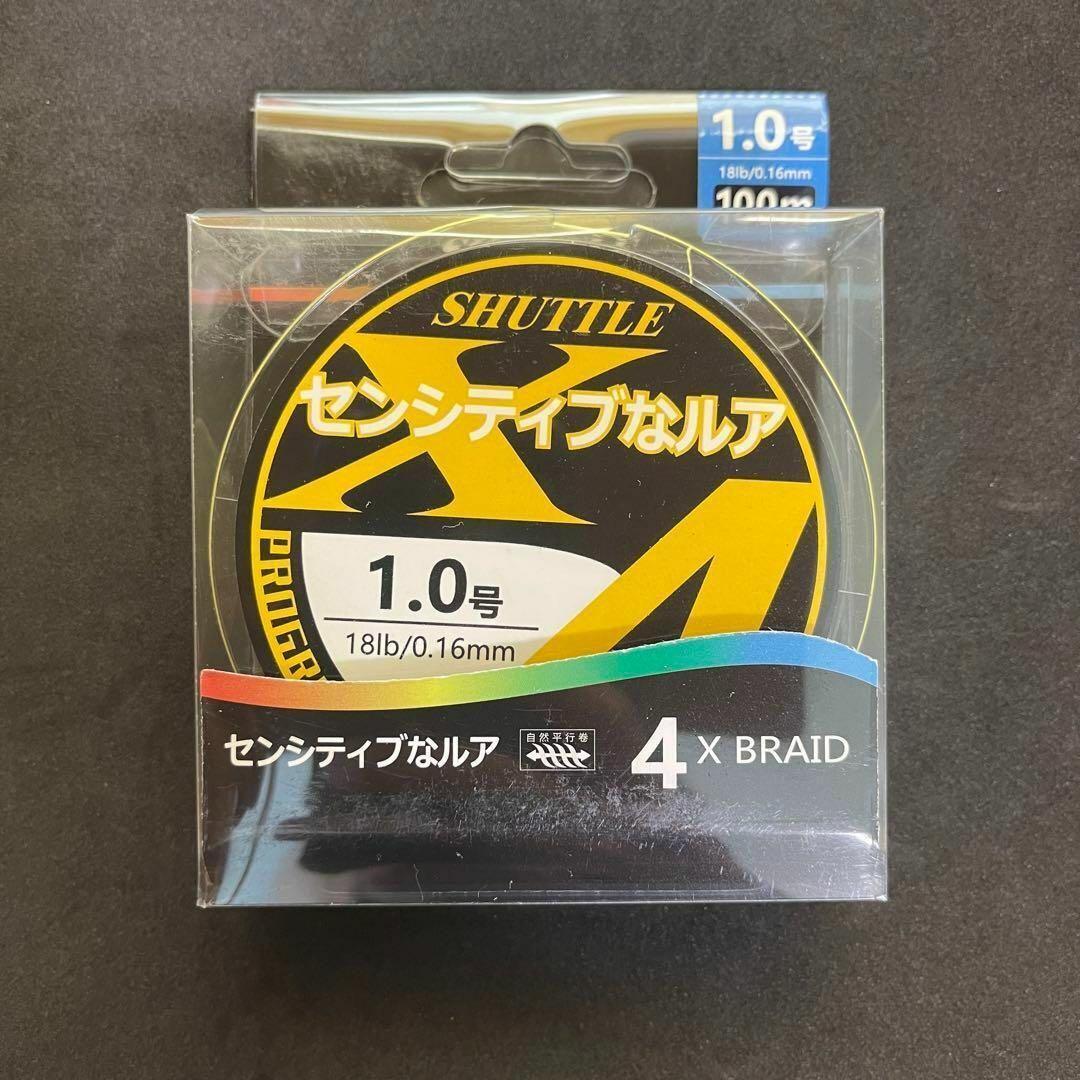 1.0号
18lb/0.16mm
100m
SHUTTLE
X
センシティブなルア
4
1.0号
18lb/0.16mm
センシティブなルア
自然平行卷
4 X BRAID